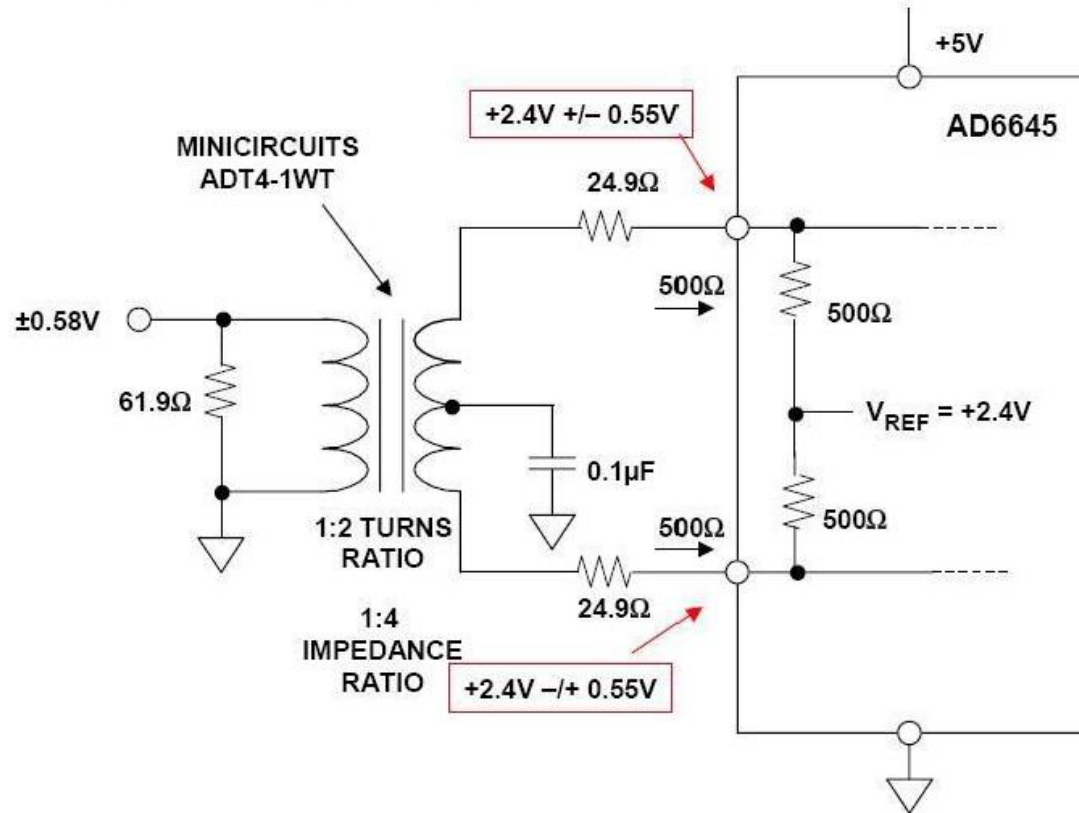 +5V
+2.4V +/– 0.55V
AD6645
MINICIRCUITS
ADT4-1WT
24.9Ω
500Ω
500Ω
±0.58V
61.9Ω
V_REF = +2.4V
0.1µF
1:2 TURNS
RATIO
500Ω
500Ω
24.9Ω
1:4
IMPEDANCE
RATIO
+2.4V –/+ 0.55V